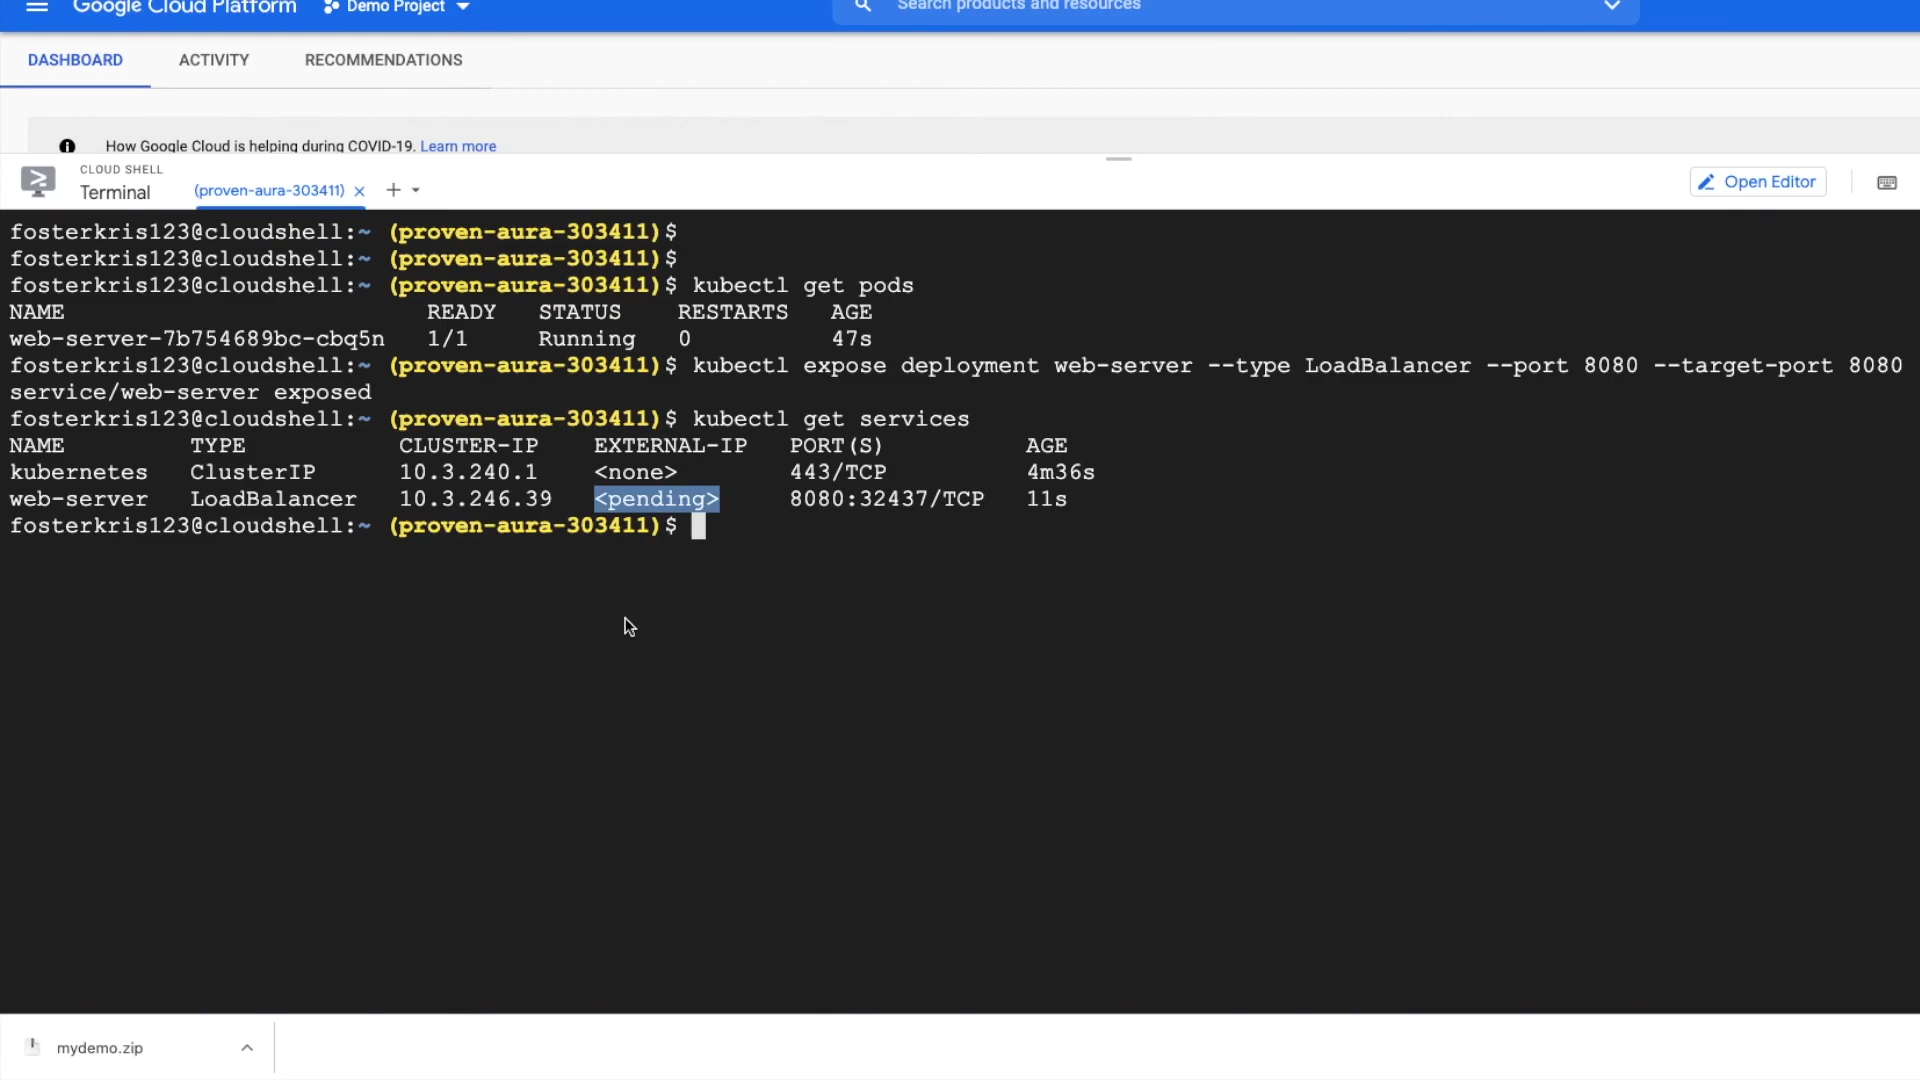 Google Cloud Platform Demo Project Search products and resources
DASHBOARD ACTIVITY RECOMMENDATIONS
How Google Cloud is helping during COVID-19. Learn more
CLOUD SHELL
Terminal (proven-aura-303411) Open Editor
fosterkris123@cloudshell:~ (proven-aura-303411)$
fosterkris123@cloudshell:~ (proven-aura-303411)$
fosterkris123@cloudshell:~ (proven-aura-303411)$ kubectl get pods
NAME READY STATUS RESTARTS AGE
web-server-7b754689bc-cbq5n 1/1 Running 0 47s
fosterkris123@cloudshell:~ (proven-aura-303411)$ kubectl expose deployment web-server --type LoadBalancer --port 8080 --target-port 8080
service/web-server exposed
fosterkris123@cloudshell:~ (proven-aura-303411)$ kubectl get services
NAME TYPE CLUSTER-IP EXTERNAL-IP PORT(S) AGE
kubernetes ClusterIP 10.3.240.1 <none> 443/TCP 4m36s
web-server LoadBalancer 10.3.246.39 <pending> 8080:32437/TCP 11s
fosterkris123@cloudshell:~ (proven-aura-303411)$
mydemo.zip